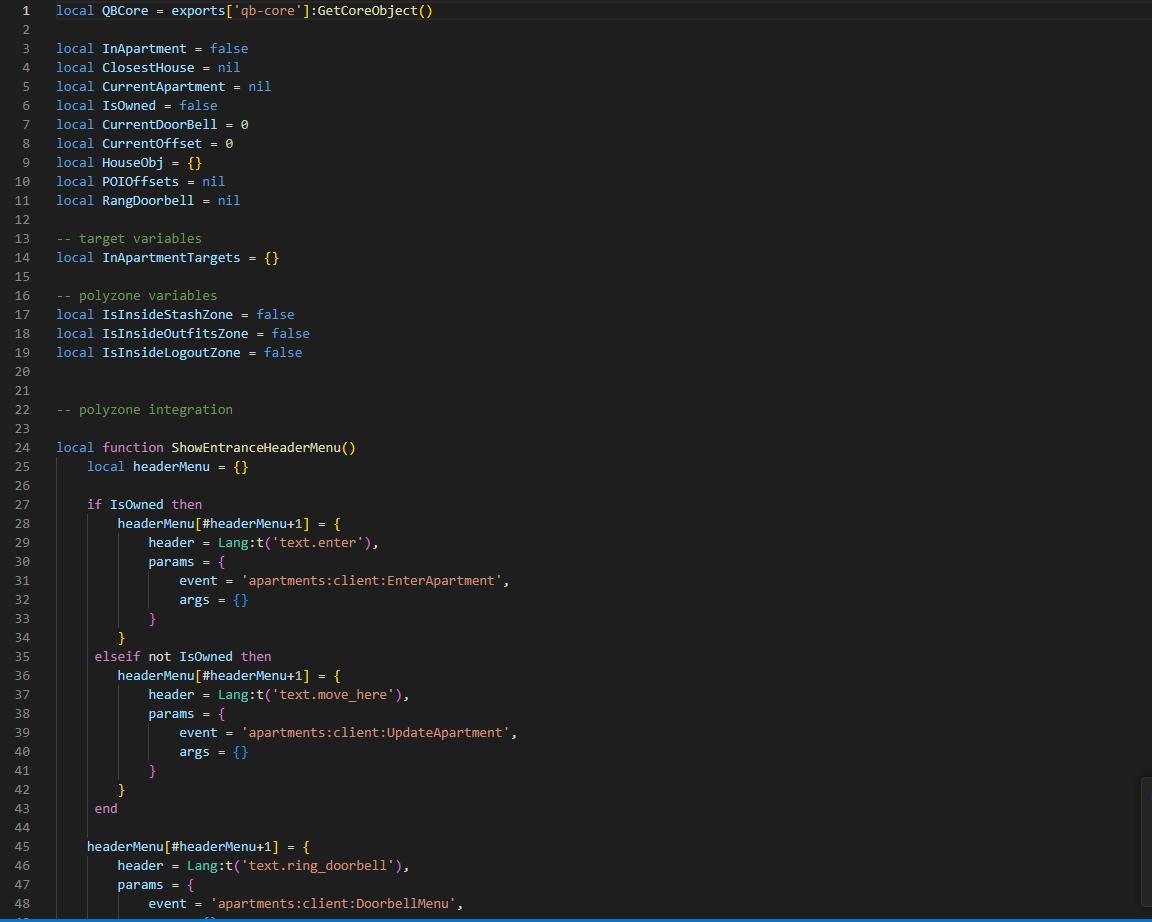 1 local QBCore = exports['qb-core']:GetCoreObject()
2
3 local InApartment = false
4 local ClosestHouse = nil
5 local CurrentApartment = nil
6 local IsOwned = false
7 local CurrentDoorBell = 0
8 local CurrentOffset = 0
9 local HouseObj = {}
10 local POIOffsets = nil
11 local RangDoorbell = nil
12
13 -- target variables
14 local InApartmentTargets = {}
15
16 -- polyzone variables
17 local IsInsideStashZone = false
18 local IsInsideOutfitsZone = false
19 local IsInsideLogoutZone = false
20
21
22 -- polyzone integration
23
24 local function ShowEntranceHeaderMenu()
25     local headerMenu = {}
26
27     if IsOwned then
28         headerMenu[#headerMenu+1] = {
29             header = Lang:t('text.enter'),
30             params = {
31                 event = 'apartments:client:EnterApartment',
32                 args = {}
33             }
34         }
35      elseif not IsOwned then
36         headerMenu[#headerMenu+1] = {
37             header = Lang:t('text.move_here'),
38             params = {
39                 event = 'apartments:client:UpdateApartment',
40                 args = {}
41             }
42         }
43      end
44
45     headerMenu[#headerMenu+1] = {
46         header = Lang:t('text.ring_doorbell'),
47         params = {
48             event = 'apartments:client:DoorbellMenu',